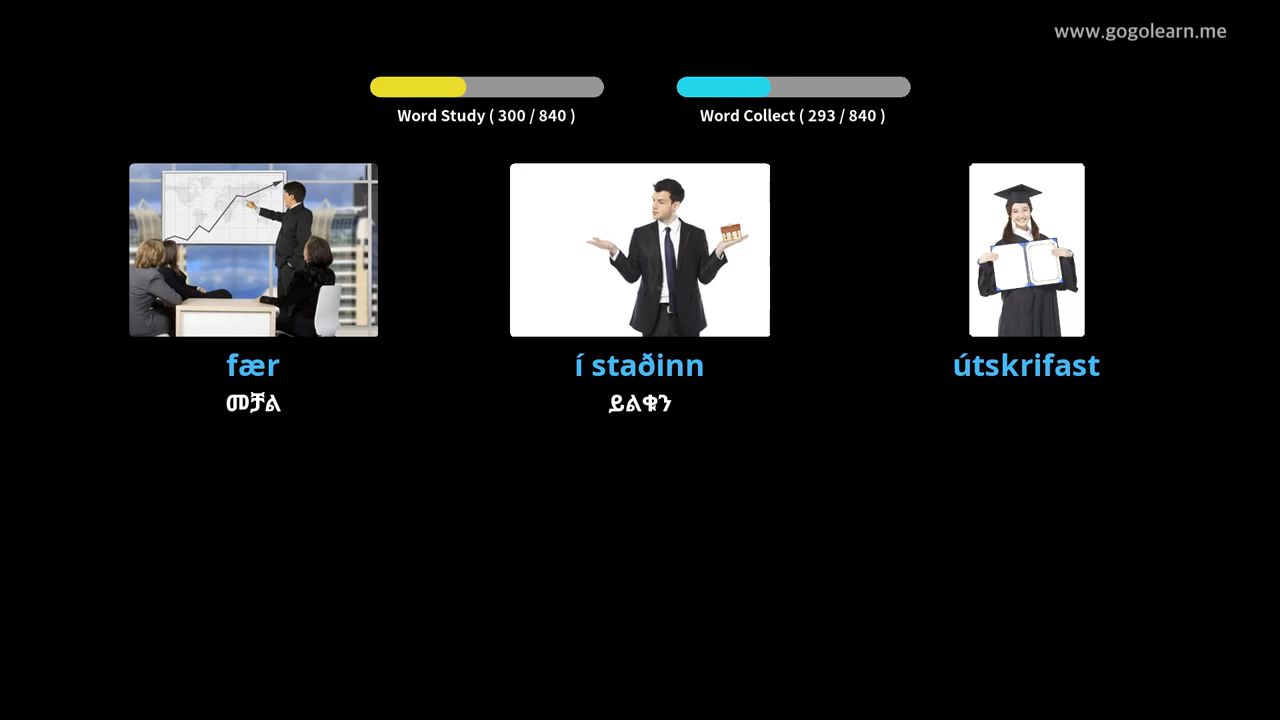 www.gogolearn.me
Word Study ( 300 / 840 )
Word Collect ( 293 / 840 )
fær
í staðinn
útskrifast
መቻል
ይልቁን